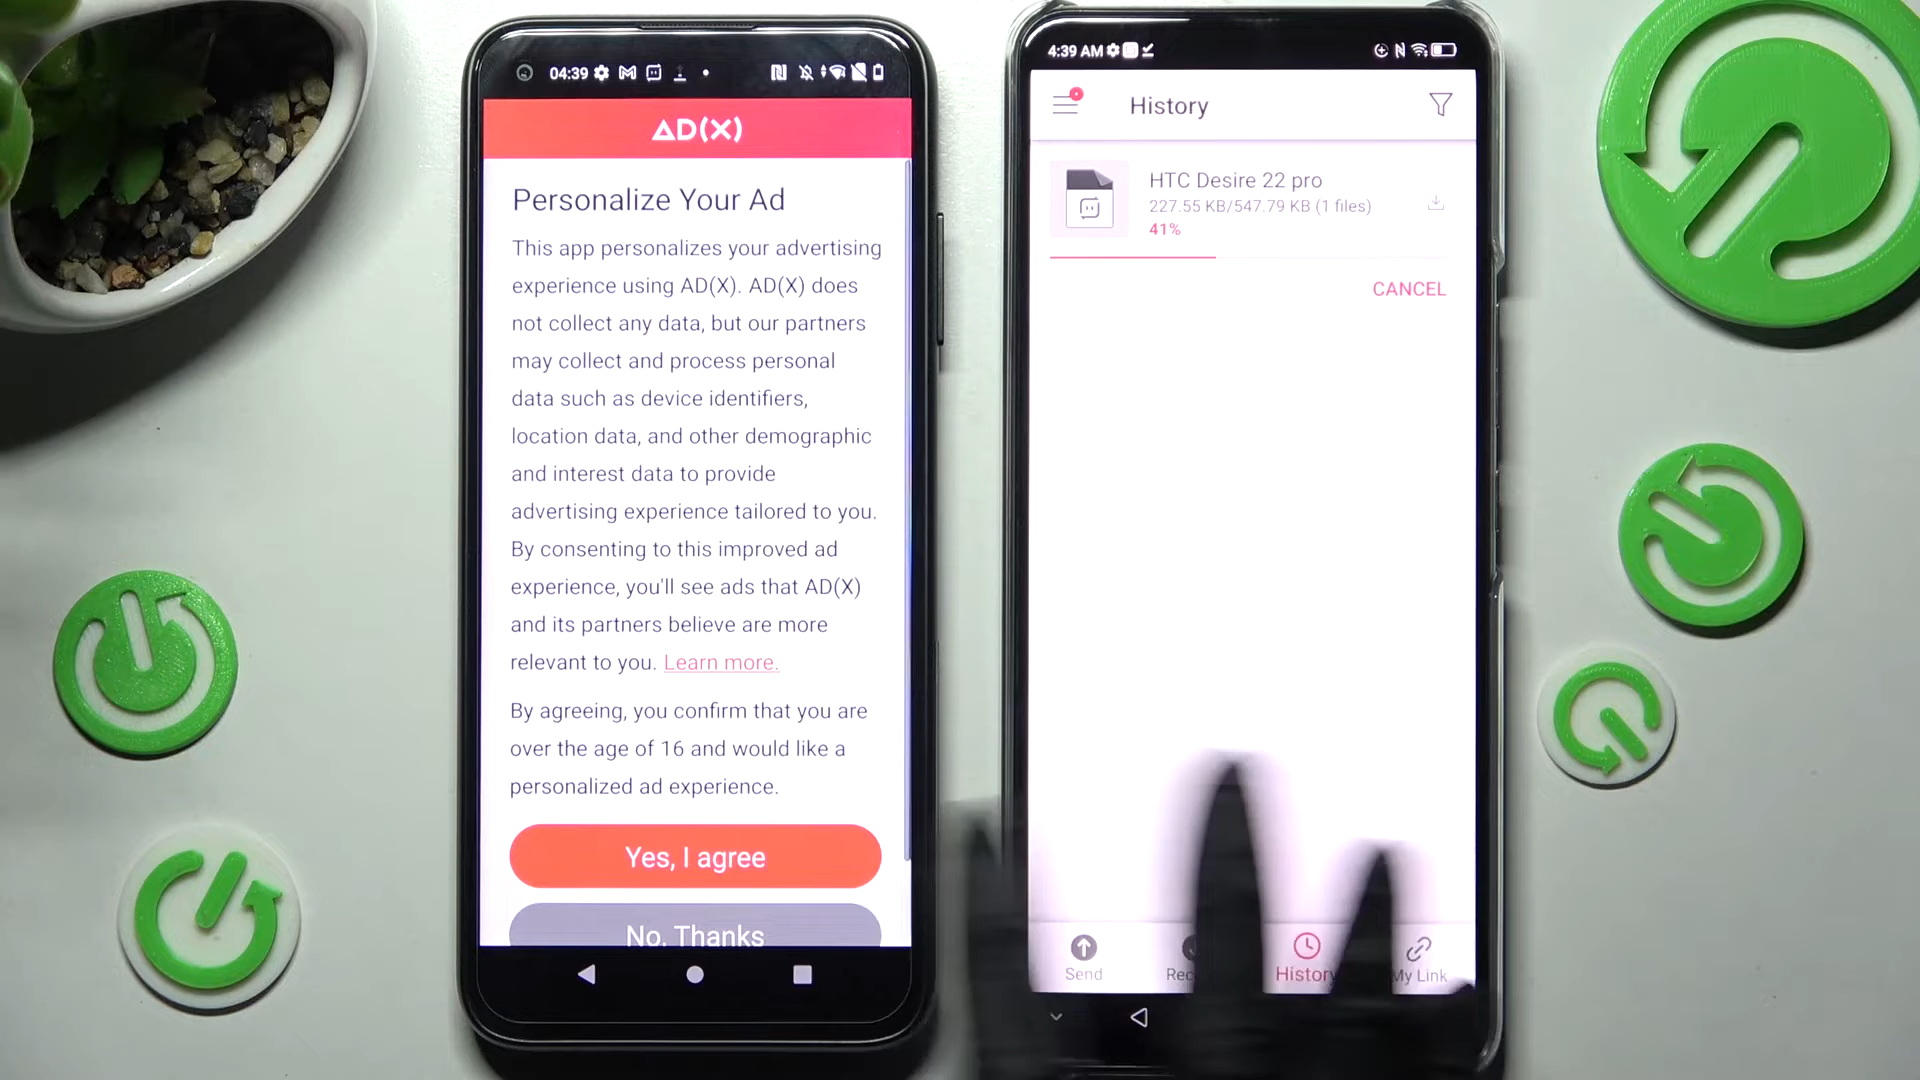 04:39
AD(X)
Personalize Your Ad
This app personalizes your advertising
experience using AD(X). AD(X) does
not collect any data, but our partners
may collect and process personal
data such as device identifiers,
location data, and other demographic
and interest data to provide
advertising experience tailored to you.
By consenting to this improved ad
experience, you'll see ads that AD(X)
and its partners believe are more
relevant to you. Learn more.
By agreeing, you confirm that you are
over the age of 16 and would like a
personalized ad experience.
Yes, I agree
No, Thanks
4:39 AM
History
HTC Desire 22 pro
227.55 KB/547.79 KB (1 files)
41%
CANCEL
Send
History
My Link